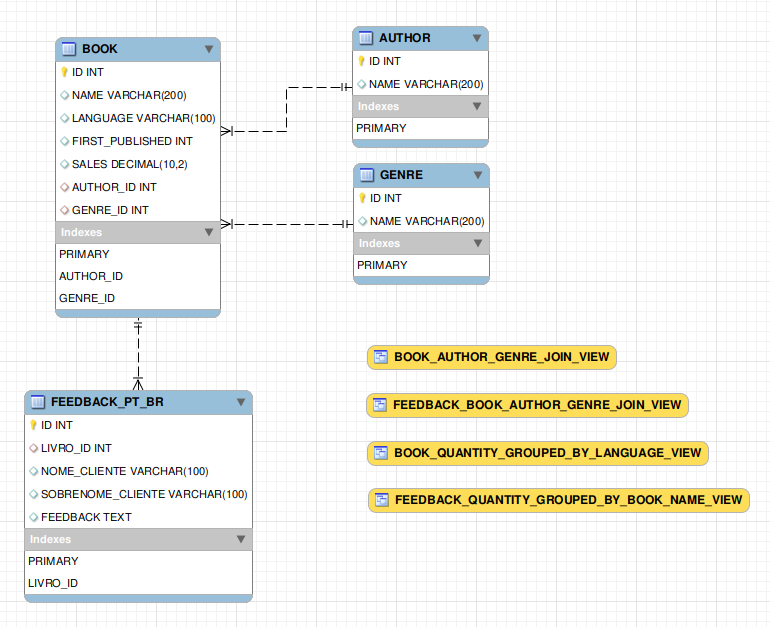 BOOK
ID INT
NAME VARCHAR(200)
LANGUAGE VARCHAR(100)
FIRST_PUBLISHED INT
SALES DECIMAL(10,2)
AUTHOR_ID INT
GENRE_ID INT
Indexes
PRIMARY
AUTHOR_ID
GENRE_ID
AUTHOR
ID INT
NAME VARCHAR(200)
Indexes
PRIMARY
GENRE
ID INT
NAME VARCHAR(200)
Indexes
PRIMARY
FEEDBACK_PT_BR
ID INT
LIVRO_ID INT
NOME_CLIENTE VARCHAR(100)
SOBRENOME_CLIENTE VARCHAR(100)
FEEDBACK TEXT
Indexes
PRIMARY
LIVRO_ID
BOOK_AUTHOR_GENRE_JOIN_VIEW
FEEDBACK_BOOK_AUTHOR_GENRE_JOIN_VIEW
BOOK_QUANTITY_GROUPED_BY_LANGUAGE_VIEW
FEEDBACK_QUANTITY_GROUPED_BY_BOOK_NAME_VIEW